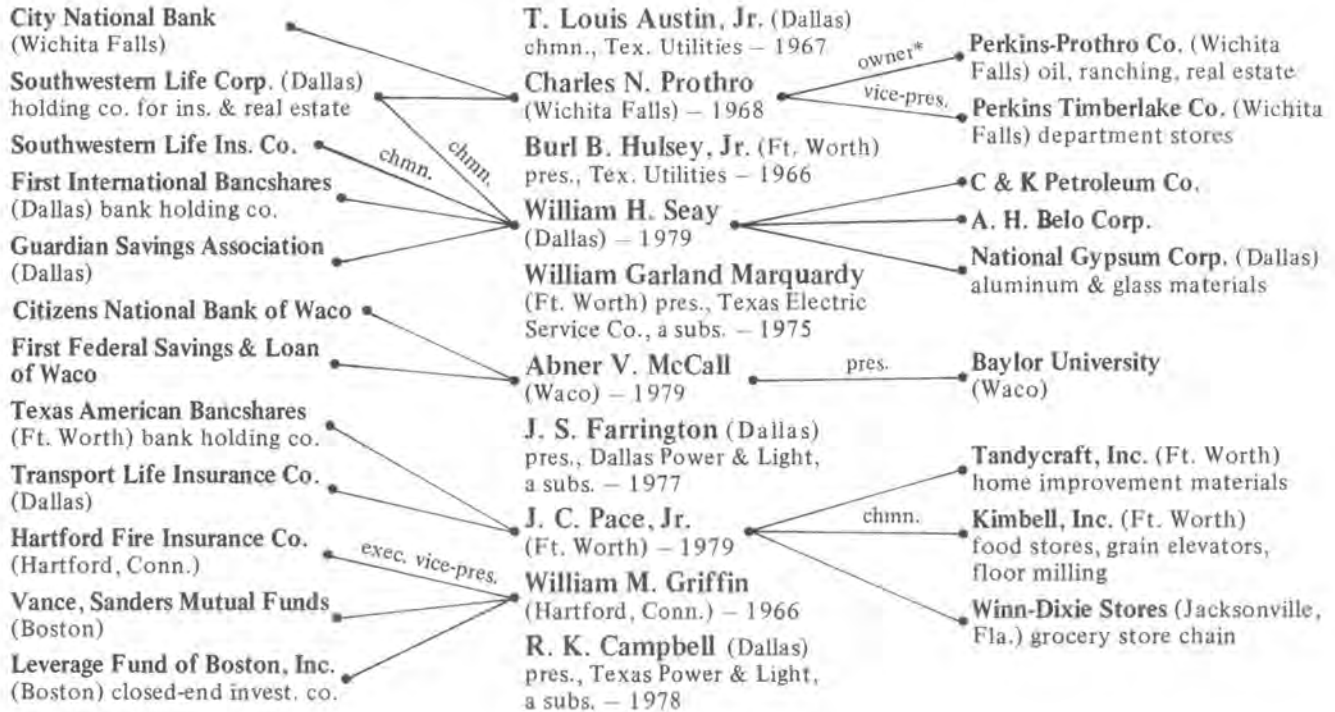 City National Bank
(Wichita Falls)
Southwestern Life Corp. (Dallas)
holding co. for ins. & real estate
Southwestern Life Ins. Co.
First International Bancshares
(Dallas) bank holding co.
Guardian Savings Association
(Dallas)
Citizens National Bank of Waco
First Federal Savings & Loan
of Waco
Texas American Bancshares
(Ft. Worth) bank holding co.
Transport Life Insurance Co.
(Dallas)
Hartford Fire Insurance Co.
(Hartford, Conn.)
Vance, Sanders Mutual Funds
(Boston)
Leverage Fund of Boston, Inc.
(Boston) closed-end invest. co.
chmn.
chmn.
exec. vice-pres.
T. Louis Austin, Jr. (Dallas)
chmn., Tex. Utilities – 1967
Charles N. Prothro
(Wichita Falls) – 1968
Burl B. Hulsey, Jr. (Ft. Worth)
pres., Tex. Utilities – 1966
William H. Seay
(Dallas) – 1979
William Garland Marquardy
(Ft. Worth) pres., Texas Electric
Service Co., a subs. – 1975
Abner V. McCall
(Waco) – 1979
J. S. Farrington (Dallas)
pres., Dallas Power & Light,
a subs. – 1977
J. C. Pace, Jr.
(Ft. Worth) – 1979
William M. Griffin
(Hartford, Conn.) – 1966
R. K. Campbell (Dallas)
pres., Texas Power & Light,
a subs. – 1978
owner*
vice-pres.
pres.
chmn.
Perkins-Prothro Co. (Wichita
Falls) oil, ranching, real estate
Perkins Timberlake Co. (Wichita
Falls) department stores
C & K Petroleum Co.
A. H. Belo Corp.
National Gypsum Corp. (Dallas)
aluminum & glass materials
Baylor University
(Waco)
Tandycraft, Inc. (Ft. Worth)
home improvement materials
Kimbell, Inc. (Ft. Worth)
food stores, grain elevators,
floor milling
Winn-Dixie Stores (Jacksonville,
Fla.) grocery store chain